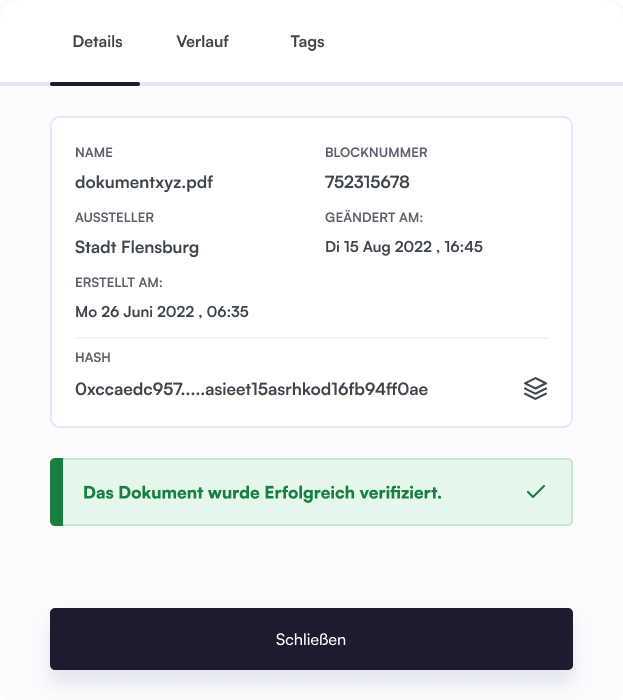 Details Verlauf Tags
NAME BLOCKNUMMER
dokumentxyz.pdf 752315678
AUSSTELLER GEÄNDERT AM:
Stadt Flensburg Di 15 Aug 2022 , 16:45
ERSTELLT AM:
Mo 26 Juni 2022 , 06:35
HASH
0xccaedc957.....asieet15asrhkod16fb94ff0ae
Das Dokument wurde Erfolgreich verifiziert.
Schließen